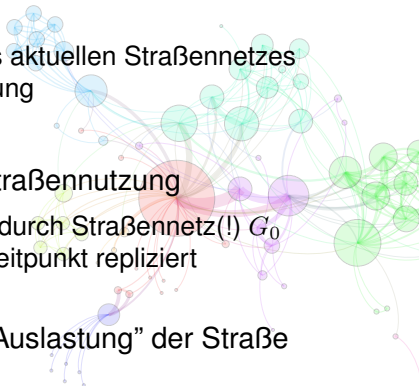 s aktuellen Straßennetzes
ung
traßennutzung
durch Straßennetz(!) G₀
eitpunkt repliziert
Auslastung” der Straße